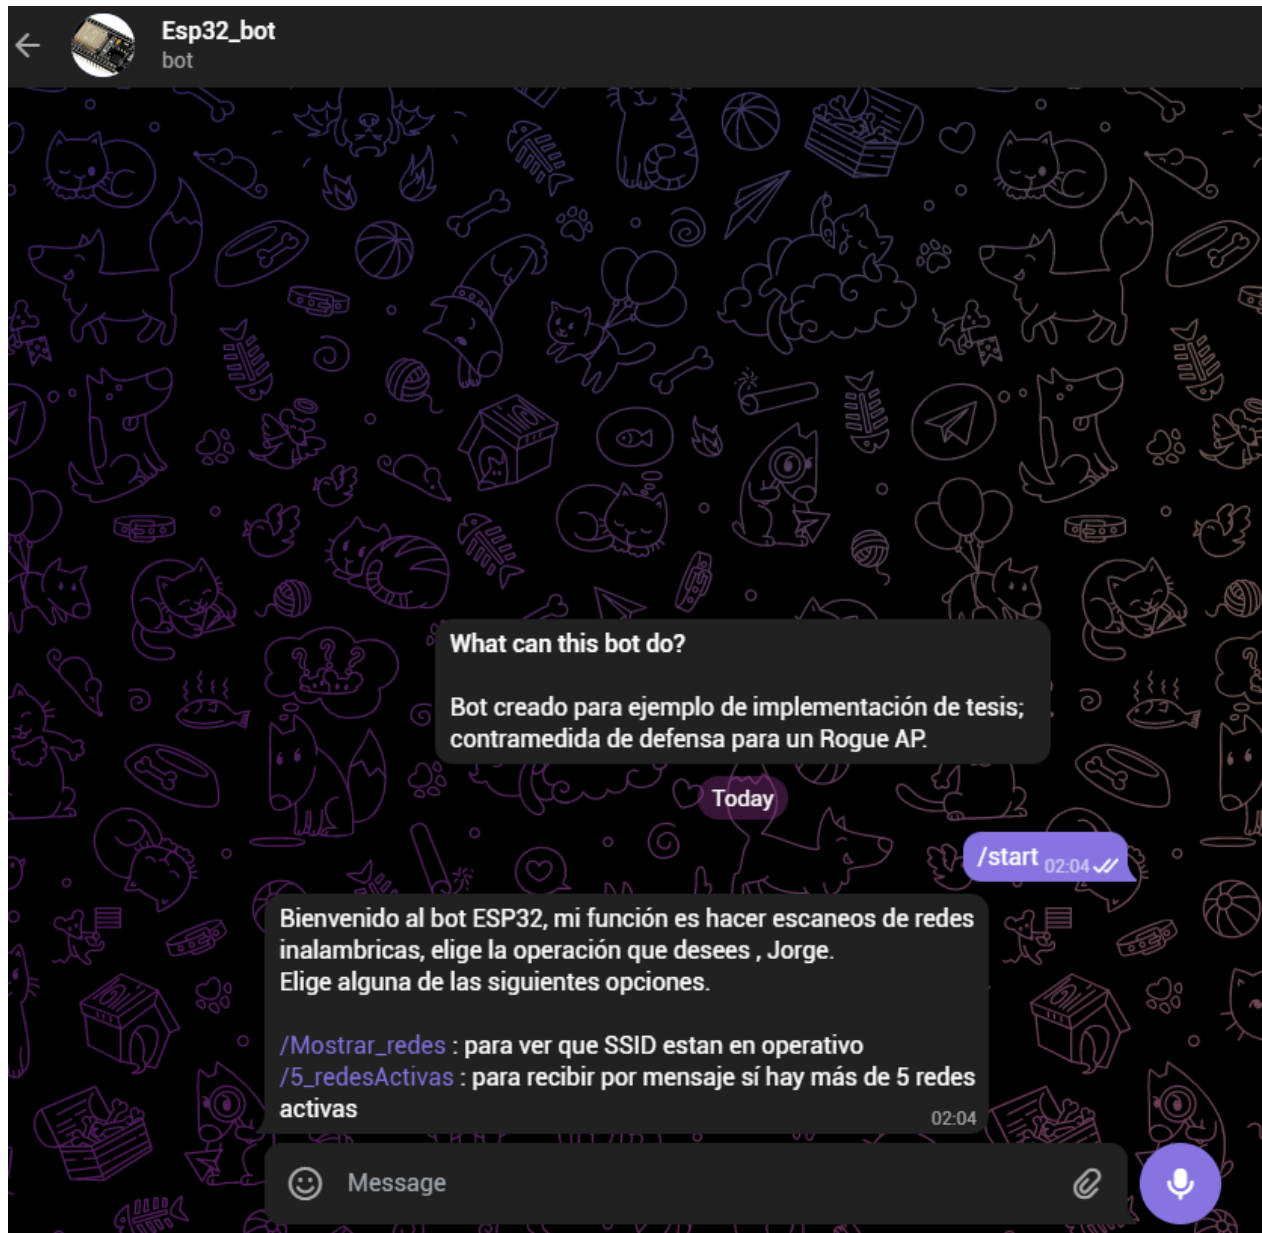 Esp32_bot
bot
What can this bot do?
Bot creado para ejemplo de implementación de tesis;
contramedida de defensa para un Rogue AP.
Today
/start 02:04
Bienvenido al bot ESP32, mi función es hacer escaneos de redes
inalambricas, elige la operación que desees , Jorge.
Elige alguna de las siguientes opciones.
/Mostrar_redes : para ver que SSID estan en operativo
/5_redesActivas : para recibir por mensaje sí hay más de 5 redes
activas
02:04
Message